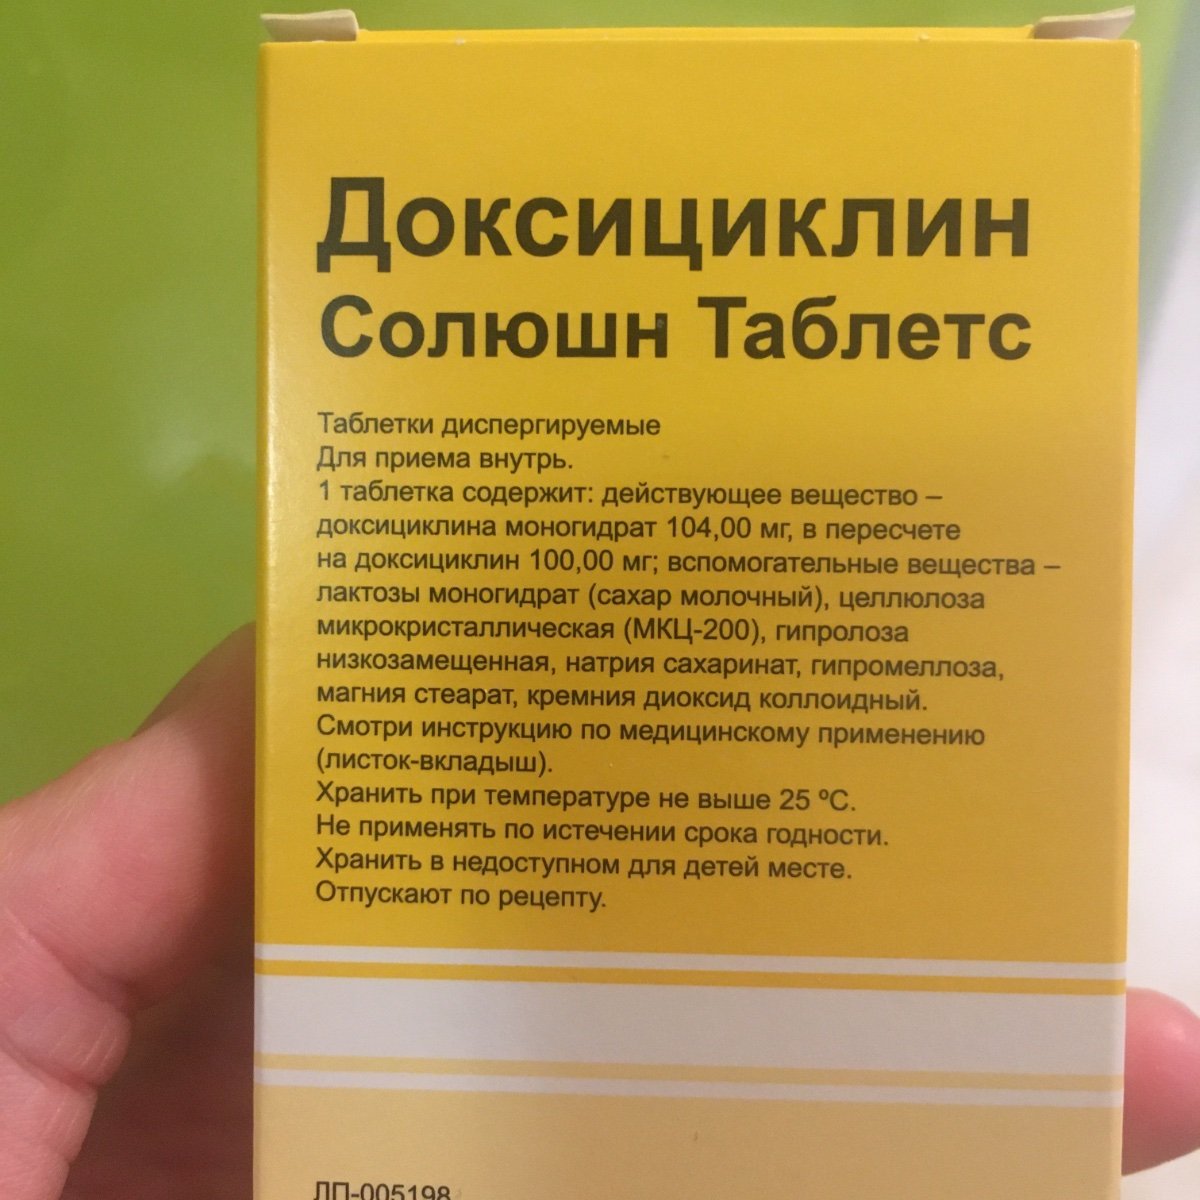 Доксициклин
Солюшн Таблетс
Таблетки диспергируемые
Для приема внутрь.
1 таблетка содержит: действующее вещество –
доксициклина моногидрат 104,00 мг, в пересчете
на доксициклин 100,00 мг; вспомогательные вещества –
лактозы моногидрат (сахар молочный), целлюлоза
микрокристаллическая (МКЦ-200), гипролоза
низкозамещенная, натрия сахаринат, гипромеллоза,
магния стеарат, кремния диоксид коллоидный.
Смотри инструкцию по медицинскому применению
(листок-вкладыш).
Хранить при температуре не выше 25 ºС.
Не применять по истечении срока годности.
Хранить в недоступном для детей месте.
Отпускают по рецепту.
ЛП-005198